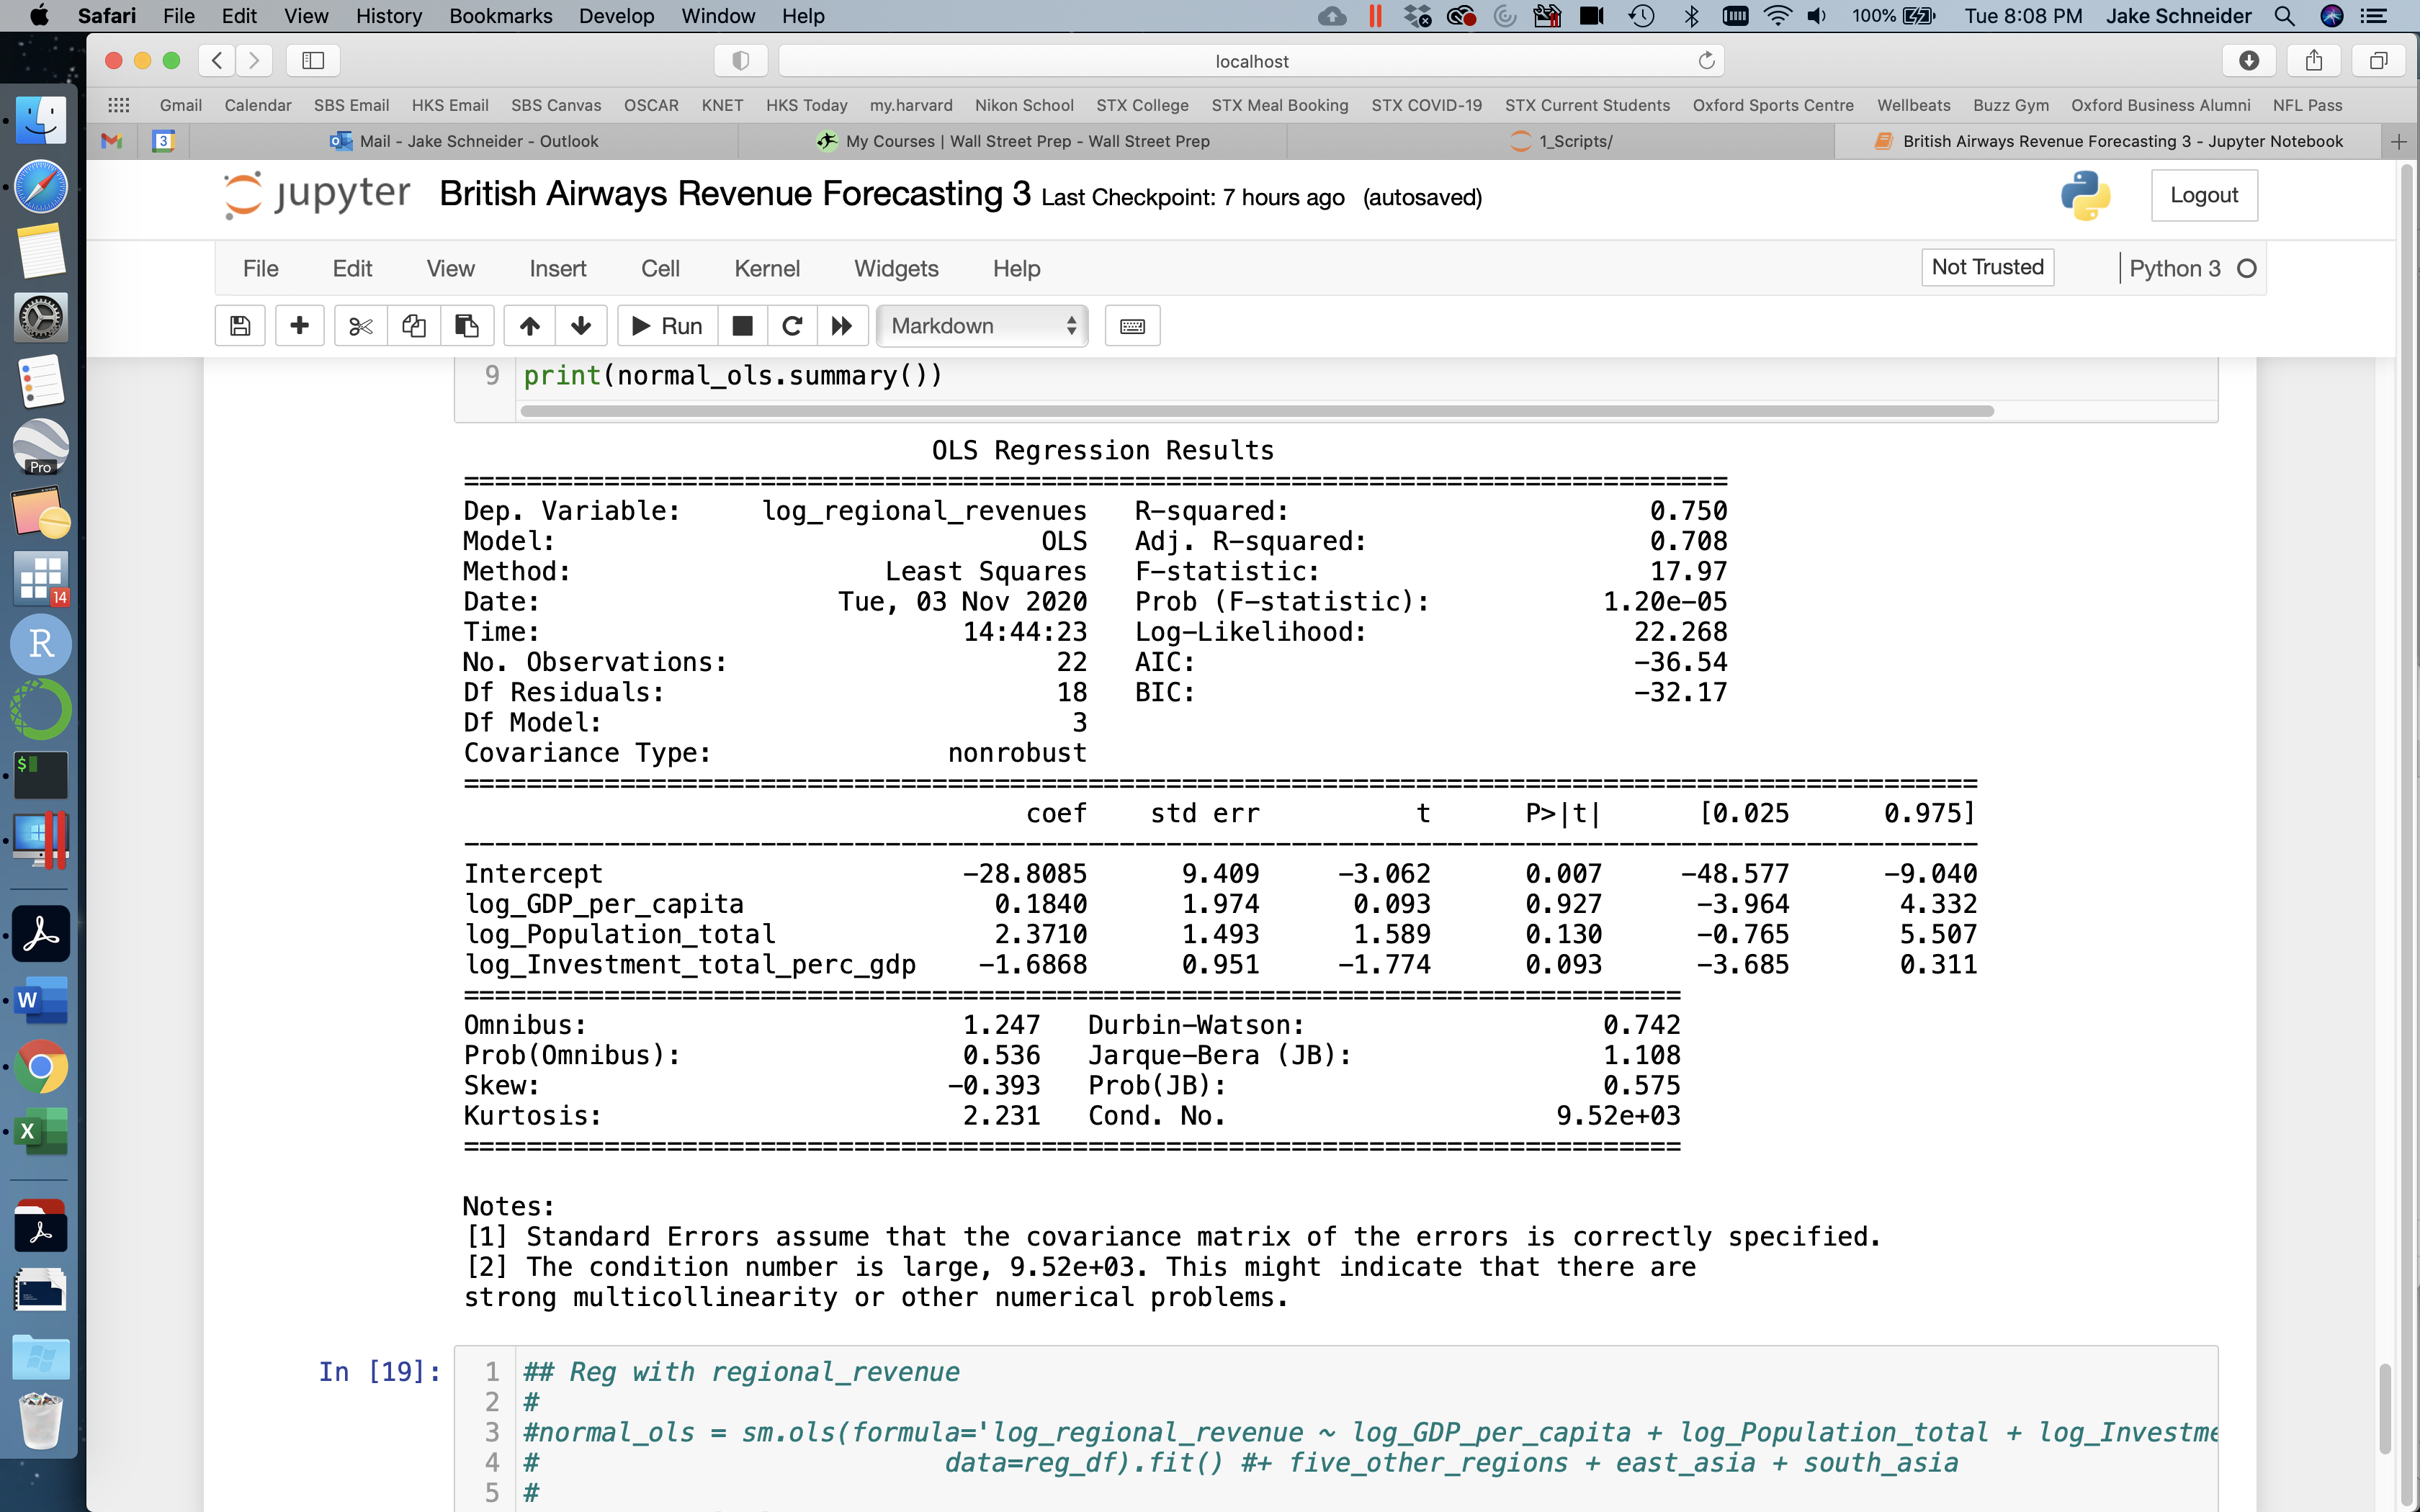 Safari File Edit View History Bookmarks Develop Window Help 100% Tue 8:08 PM Jake Schneider
localhost
Gmail Calendar SBS Email HKS Email SBS Canvas OSCAR KNET HKS Today my.harvard Nikon School STX College STX Meal Booking STX COVID-19 STX Current Students Oxford Sports Centre Wellbeats Buzz Gym Oxford Business Alumni NFL Pass
3 Mail - Jake Schneider - Outlook My Courses | Wall Street Prep - Wall Street Prep 1_Scripts/ British Airways Revenue Forecasting 3 - Jupyter Notebook
jupyter British Airways Revenue Forecasting 3 Last Checkpoint: 7 hours ago (autosaved) Logout
File Edit View Insert Cell Kernel Widgets Help Not Trusted Python 3
Run Markdown
9 print(normal_ols.summary())
OLS Regression Results
==============================================================================
Dep. Variable: log_regional_revenues R-squared: 0.750
Model: OLS Adj. R-squared: 0.708
Method: Least Squares F-statistic: 17.97
Date: Tue, 03 Nov 2020 Prob (F-statistic): 1.20e-05
Time: 14:44:23 Log-Likelihood: 22.268
No. Observations: 22 AIC: -36.54
Df Residuals: 18 BIC: -32.17
Df Model: 3
Covariance Type: nonrobust
==============================================================================
coef std err t P>|t| [0.025 0.975]
------------------------------------------------------------------------------
Intercept -28.8085 9.409 -3.062 0.007 -48.577 -9.040
log_GDP_per_capita 0.1840 1.974 0.093 0.927 -3.964 4.332
log_Population_total 2.3710 1.493 1.589 0.130 -0.765 5.507
log_Investment_total_perc_gdp -1.6868 0.951 -1.774 0.093 -3.685 0.311
==============================================================================
Omnibus: 1.247 Durbin-Watson: 0.742
Prob(Omnibus): 0.536 Jarque-Bera (JB): 1.108
Skew: -0.393 Prob(JB): 0.575
Kurtosis: 2.231 Cond. No. 9.52e+03
==============================================================================
Notes:
[1] Standard Errors assume that the covariance matrix of the errors is correctly specified.
[2] The condition number is large, 9.52e+03. This might indicate that there are
strong multicollinearity or other numerical problems.
In [19]: 1 ## Reg with regional_revenue
2 #
3 #normal_ols = sm.ols(formula='log_regional_revenue ~ log_GDP_per_capita + log_Population_total + log_Investme
4 # data=reg_df).fit() #+ five_other_regions + east_asia + south_asia
5 #
Pro
14
R
$
W
X